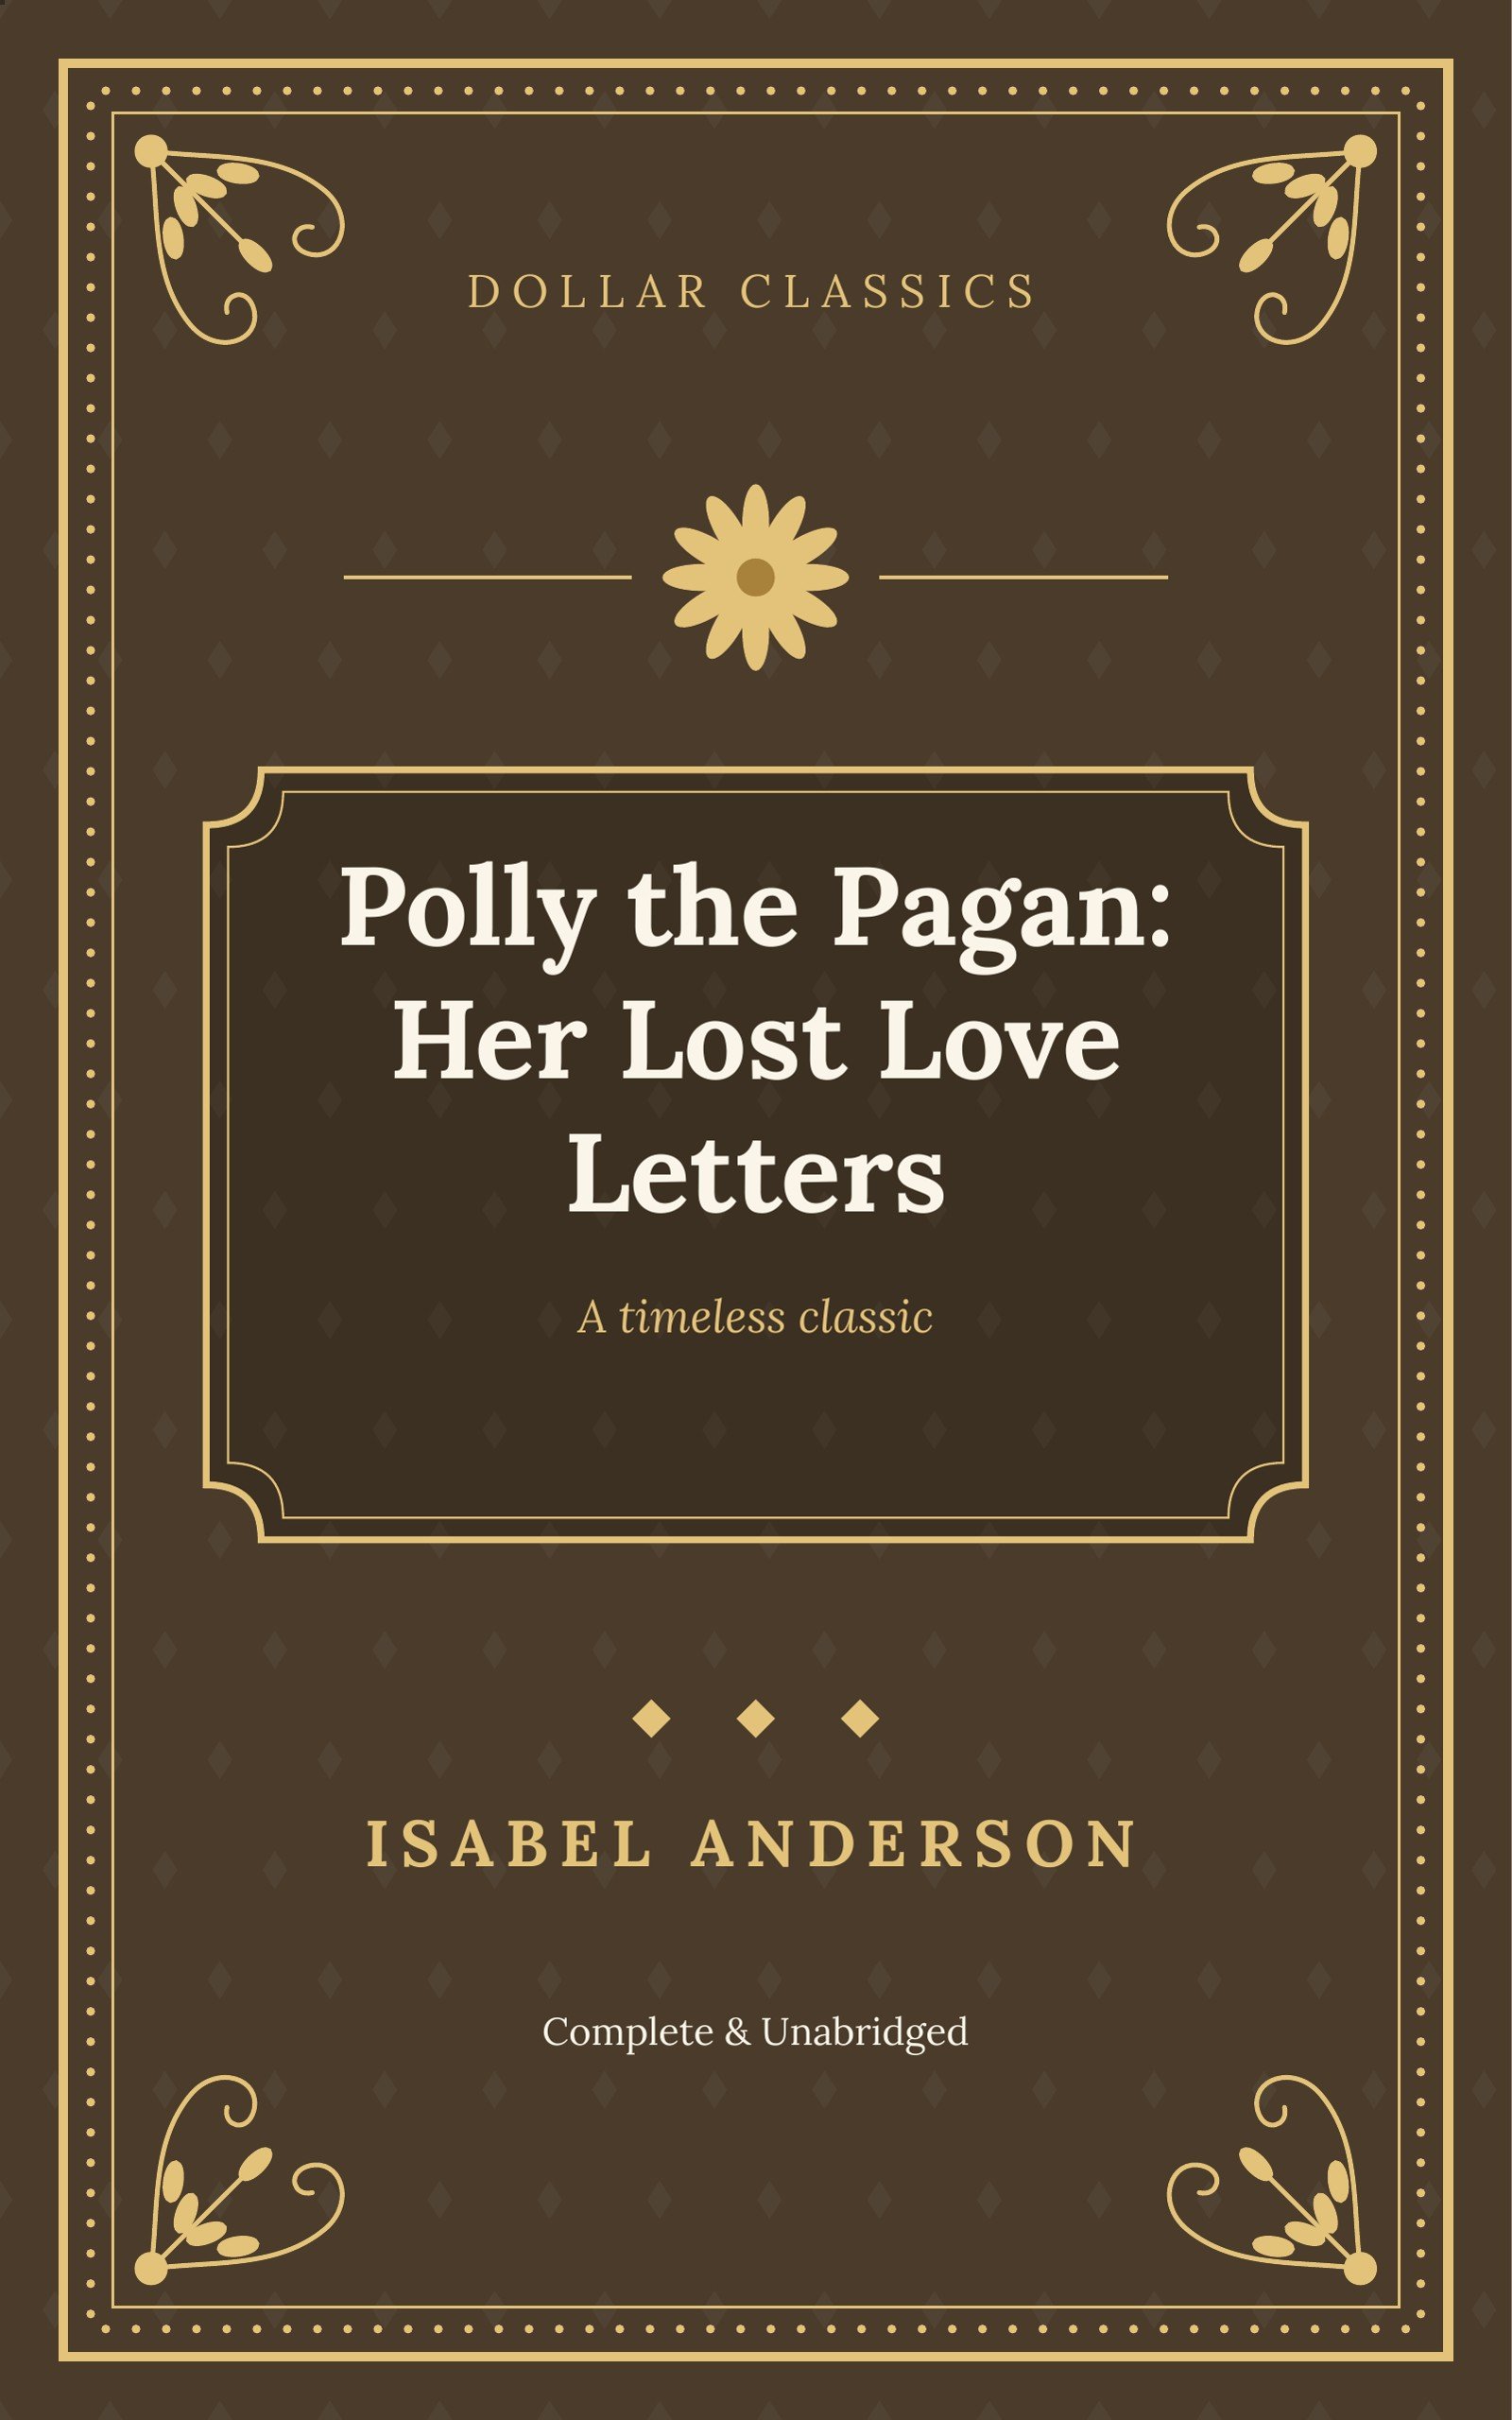 DOLLAR CLASSICS
Polly the Pagan:
Her Lost Love
Letters
A timeless classic
ISABEL ANDERSON
Complete & Unabridged